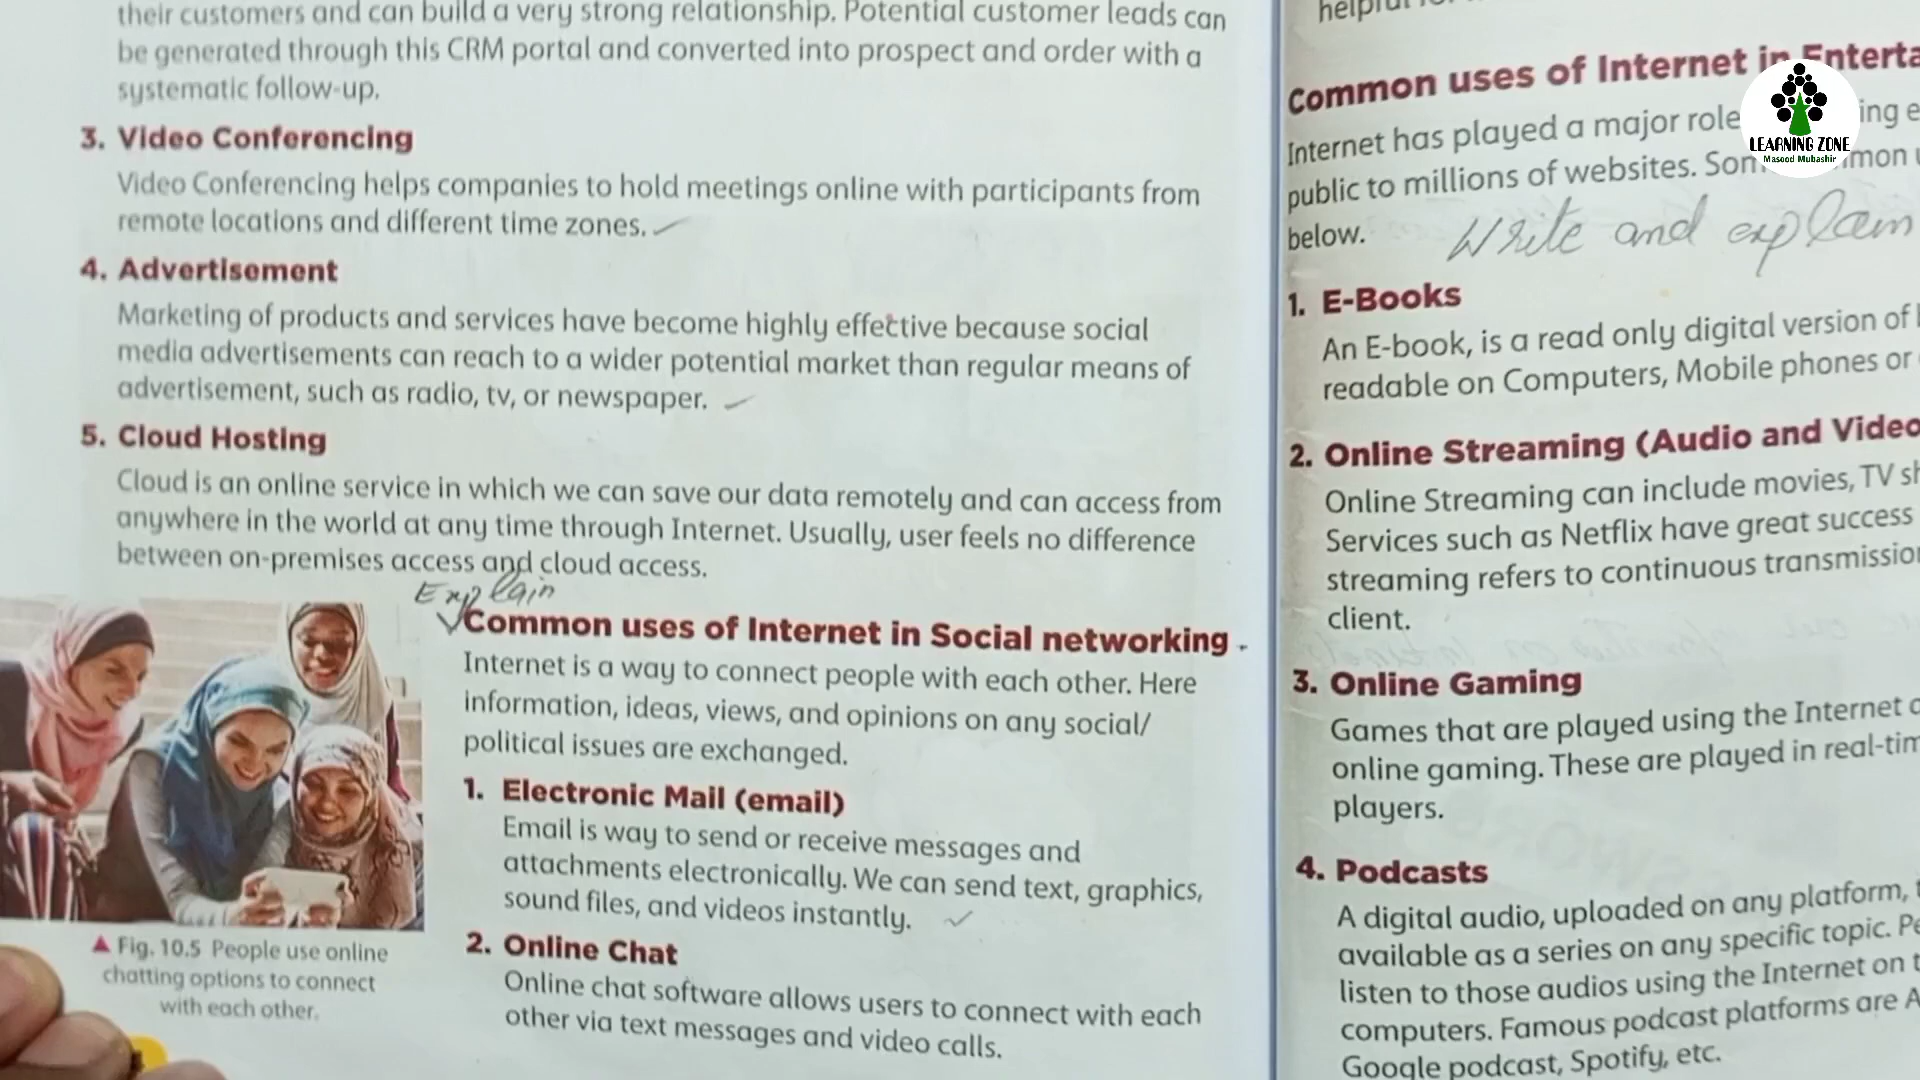 their customers and can build a very strong relationship. Potential customer leads can
be generated through this CRM portal and converted into prospect and order with a
systematic follow-up.
3. Video Conferencing
Video Conferencing helps companies to hold meetings online with participants from
remote locations and different time zones.
4. Advertisement
Marketing of products and services have become highly effective because social
media advertisements can reach to a wider potential market than regular means of
advertisement, such as radio, tv, or newspaper.
5. Cloud Hosting
Cloud is an online service in which we can save our data remotely and can access from
anywhere in the world at any time through Internet. Usually, user feels no difference
between on-premises access and cloud access.
Explain
Common uses of Internet in Social networking
Internet is a way to connect people with each other. Here
information, ideas, views, and opinions on any social/
political issues are exchanged.
1. Electronic Mail (email)
Email is way to send or receive messages and
attachments electronically. We can send text, graphics,
sound files, and videos instantly.
2. Online Chat
Online chat software allows users to connect with each
other via text messages and video calls.
▲ Fig. 10.5 People use online
chatting options to connect
with each other.
helpful
Common uses of Internet in Enterta
Internet has played a major role ing e
public to millions of websites. Som mon u
below.
Write and explain
1. E-Books
An E-book, is a read only digital version of
readable on Computers, Mobile phones or
2. Online Streaming (Audio and Video
Online Streaming can include movies, TV sh
Services such as Netflix have great success
streaming refers to continuous transmission
client.
3. Online Gaming
Games that are played using the Internet
online gaming. These are played in real-tim
players.
4. Podcasts
A digital audio, uploaded on any platform,
available as a series on any specific topic. Pe
listen to those audios using the Internet on t
computers. Famous podcast platforms are A
Google podcast, Spotify, etc.
LEARNING ZONE
Masood Mubashir